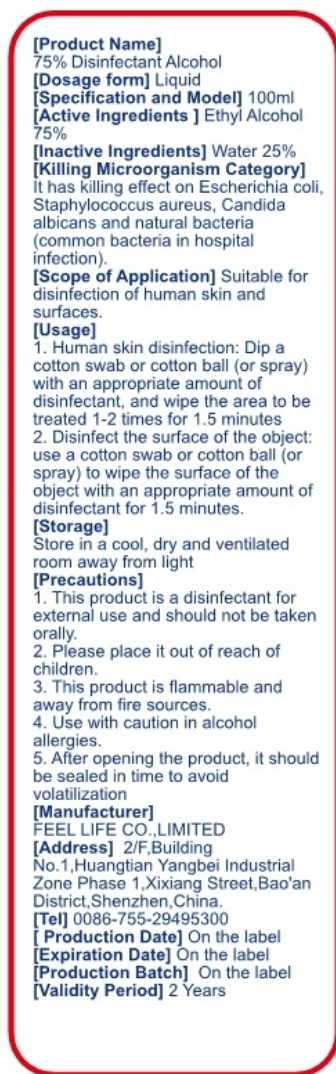 [Product Name]
75% Disinfectant Alcohol
[Dosage form] Liquid
[Specification and Model] 100ml
[Active Ingredients ] Ethyl Alcohol
75%
[Inactive Ingredients] Water 25%
[Killing Microorganism Category]
It has killing effect on Escherichia coli,
Staphylococcus aureus, Candida
albicans and natural bacteria
(common bacteria in hospital
infection).
[Scope of Application] Suitable for
disinfection of human skin and
surfaces.
[Usage]
1. Human skin disinfection: Dip a
cotton swab or cotton ball (or spray)
with an appropriate amount of
disinfectant, and wipe the area to be
treated 1-2 times for 1.5 minutes
2. Disinfect the surface of the object:
use a cotton swab or cotton ball (or
spray) to wipe the surface of the
object with an appropriate amount of
disinfectant for 1.5 minutes.
[Storage]
Store in a cool, dry and ventilated
room away from light
[Precautions]
1. This product is a disinfectant for
external use and should not be taken
orally.
2. Please place it out of reach of
children.
3. This product is flammable and
away from fire sources.
4. Use with caution in alcohol
allergies.
5. After opening the product, it should
be sealed in time to avoid
volatilization
[Manufacturer]
FEEL LIFE CO.,LIMITED
[Address] 2/F,Building
No.1,Huangtian Yangbei Industrial
Zone Phase 1,Xixiang Street,Bao'an
District,Shenzhen,China.
[Tel] 0086-755-29495300
[ Production Date] On the label
[Expiration Date] On the label
[Production Batch] On the label
[Validity Period] 2 Years